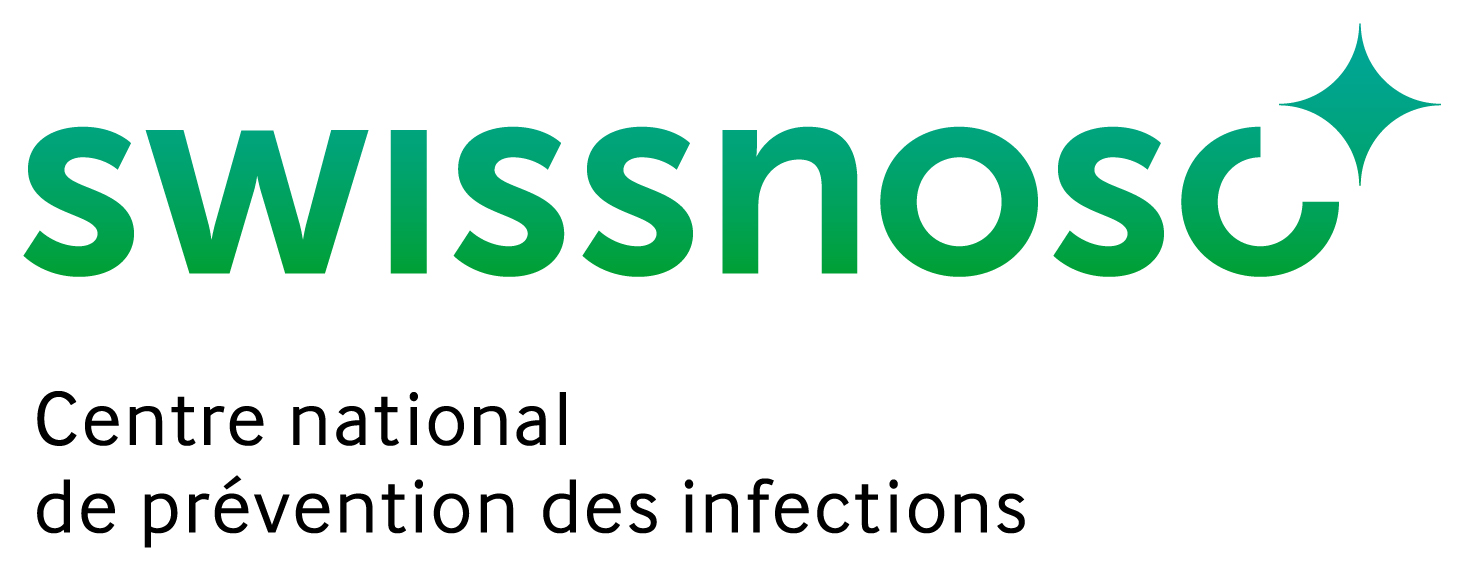 swissnoso
Centre national
de prévention des infections